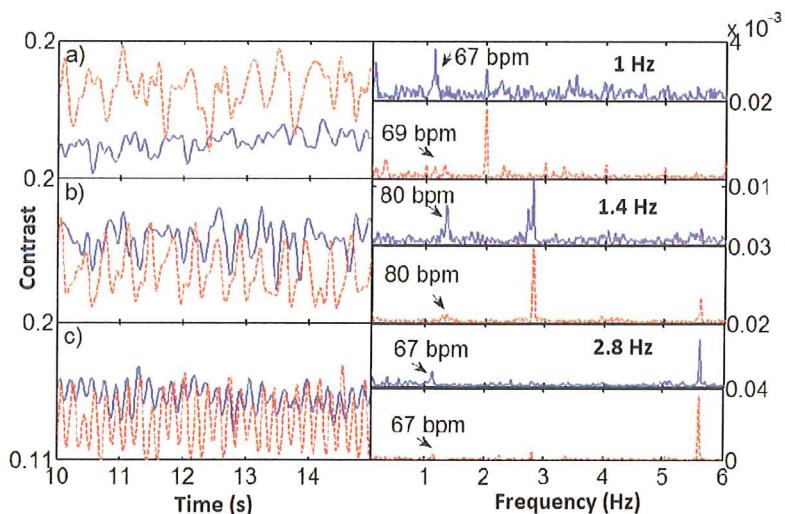 x 10⁻³
0.2
4
a)
67 bpm
1 Hz
0.02
69 bpm
0.2
0.01
b)
80 bpm
1.4 Hz
0.03
80 bpm
0.2
0.02
c)
67 bpm
2.8 Hz
0.04
67 bpm
0.11
0
Contrast
10 11 12 13 14
1 2 3 4 5 6
Time (s)
Frequency (Hz)